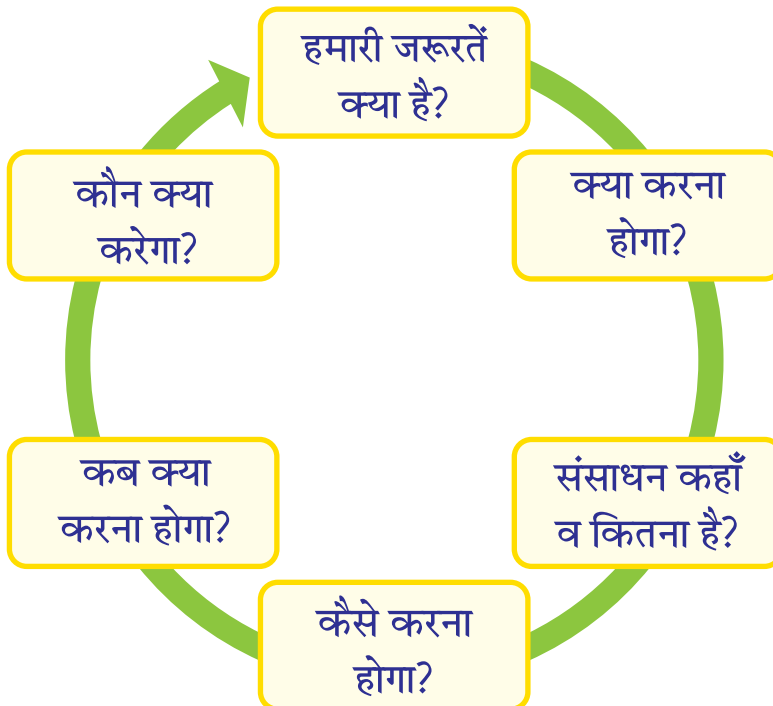 हमारी जरूरतें
क्या है?
क्या करना
होगा?
संसाधन कहाँ
व कितना है?
कैसे करना
होगा?
कब क्या
करना होगा?
कौन क्या
करेगा?